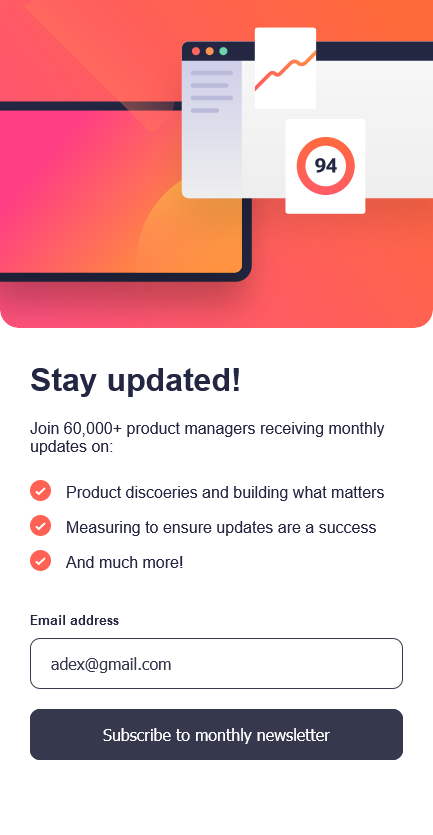 94
Stay updated!
Join 60,000+ product managers receiving monthly
updates on:
Product discoeries and building what matters
Measuring to ensure updates are a success
And much more!
Email address
adex@gmail.com
Subscribe to monthly newsletter